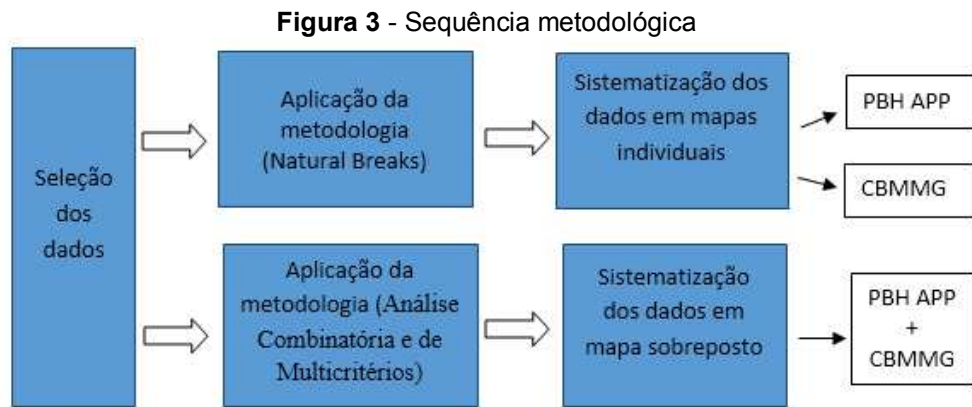 Figura 3 - Sequência metodológica
Seleção
dos
dados
Aplicação da
metodologia
(Natural Breaks)
Sistematização dos
dados em mapas
individuais
PBH APP
CBMMG
Aplicação da
metodologia (Análise
Combinatória e de
Multicritérios)
Sistematização
dos dados em
mapa sobreposto
PBH APP
+
CBMMG